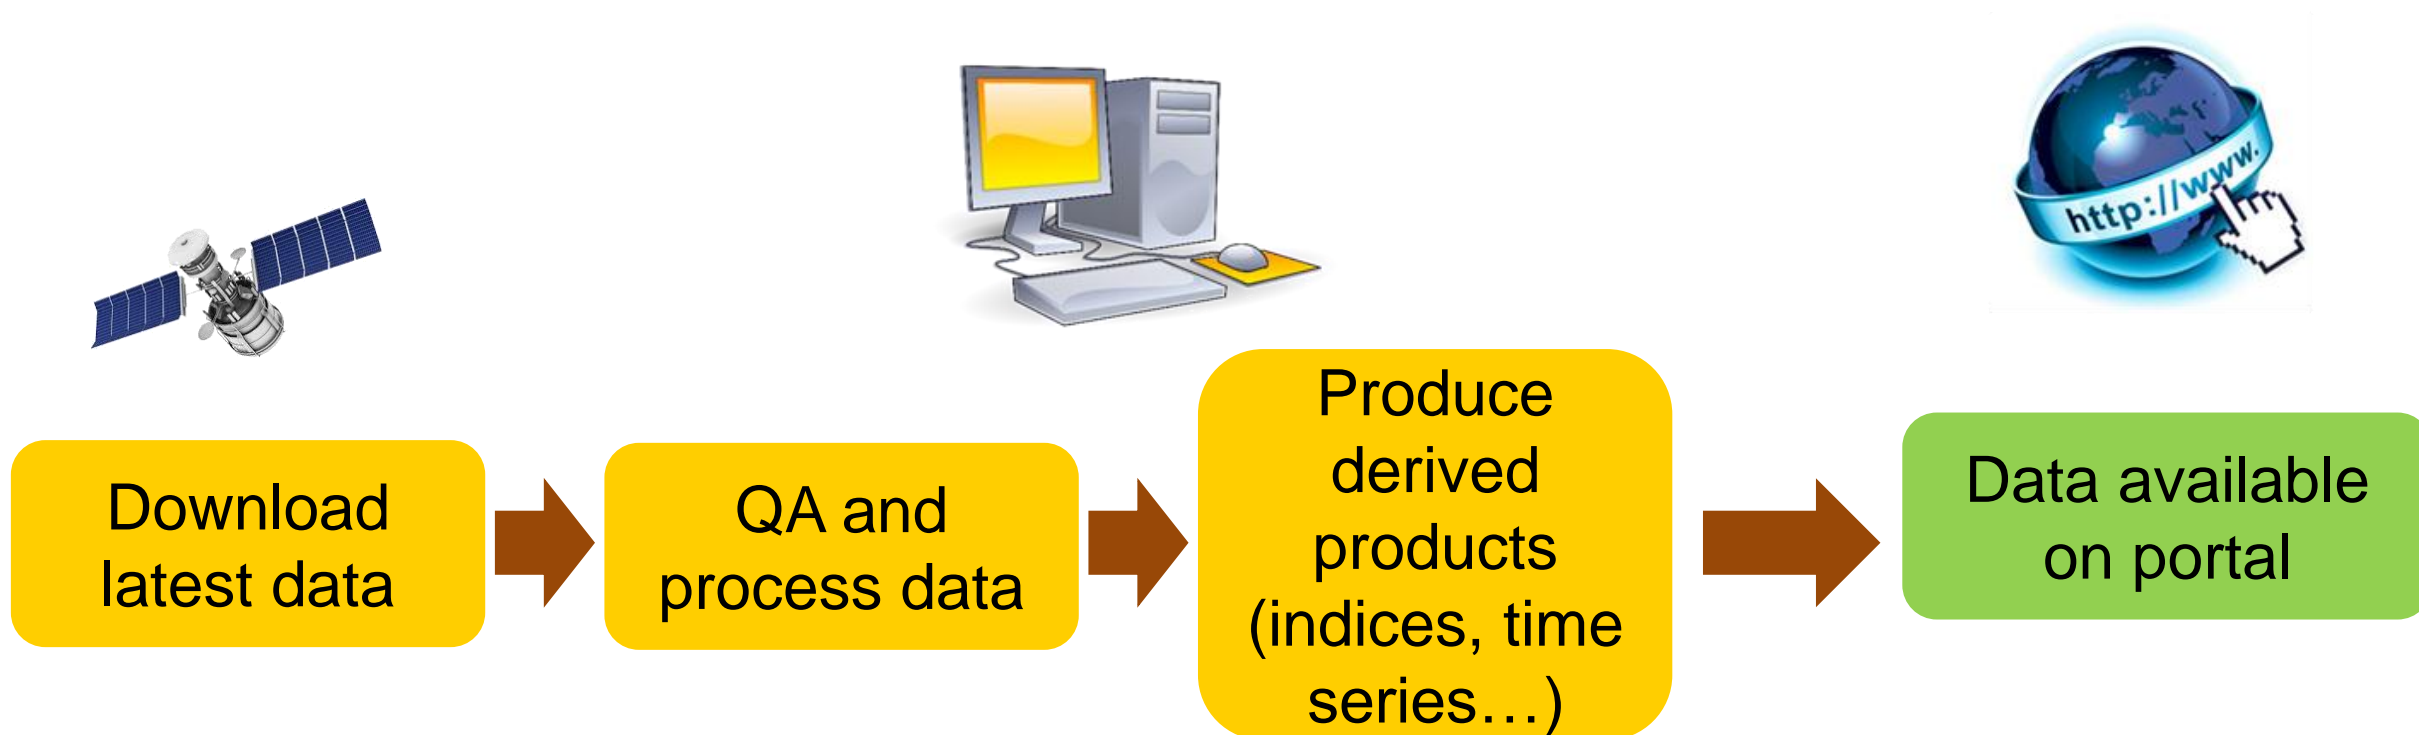 http://www.
Download
latest data
QA and
process data
Produce
derived
products
(indices, time
series…)
Data available
on portal